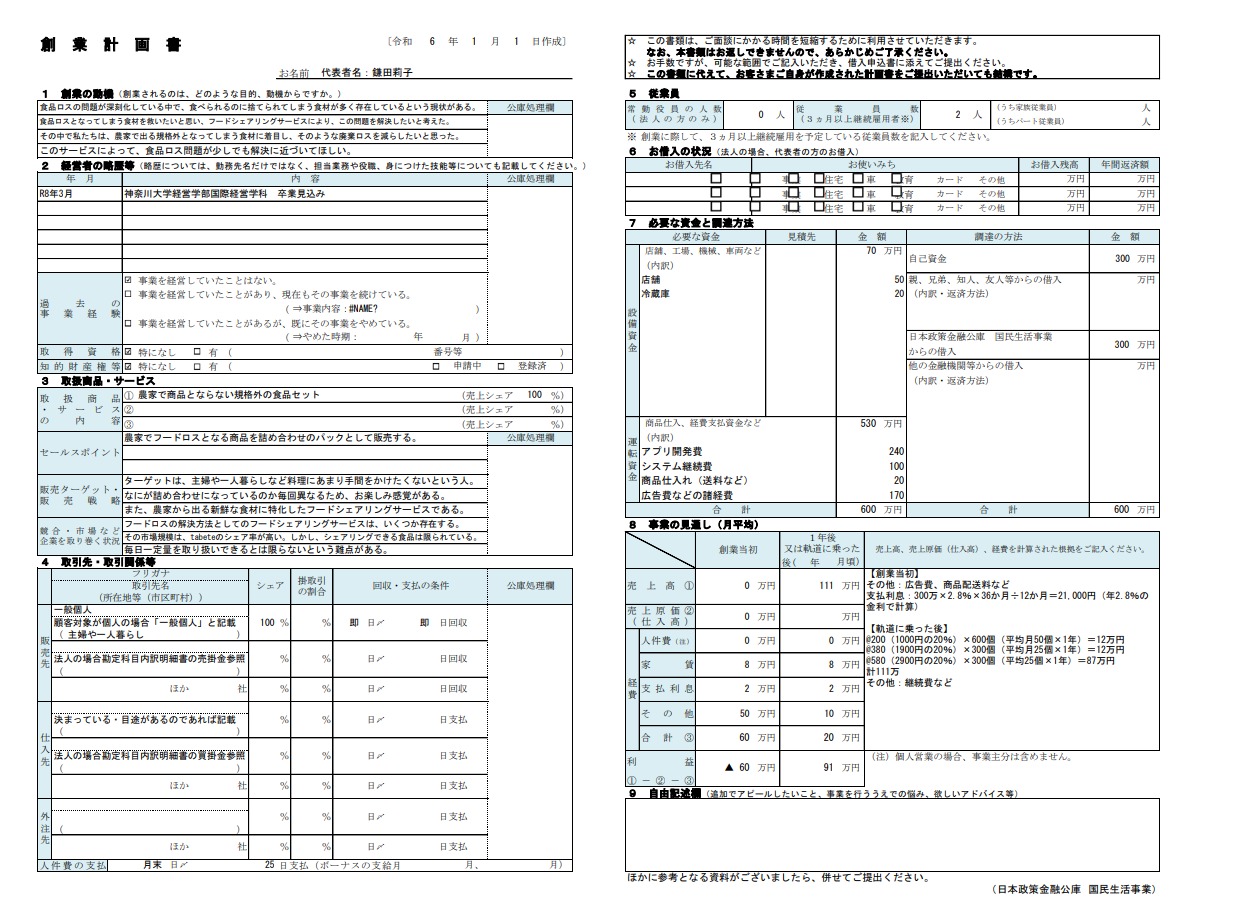 創業計画書
［令和 6 年 1 月 1 日作成］
お名前 代表者名：鎌田莉子
1 創業の動機（創業されるのは、どのような目的、動機からですか。）
食品ロスの問題が深刻化している中で、食べられるのに捨てられてしまう食材が多く存在しているという現状がある。 公庫処理欄
食品ロスとなってしまう食材を救いたいと思い、フードシェアリングサービスにより、この問題を解決したいと考えた。
その中で私たちは、農家で出る規格外となってしまう食材に着目し、そのような廃棄ロスを減らしたいと思った。
このサービスによって、食品ロス問題が少しでも解決に近づいてほしい。
2 経営者の略歴等（略歴については、勤務先名だけではなく、担当業務や役職、身につけた技能等についても記載してください。）
年 月 内 容 公庫処理欄
R8年3月 神奈川大学経営学部国際経営学科 卒業見込み
過去の事業経験
☑ 事業を経営していたことはない。
□ 事業を経営していたことがあり、現在もその事業を続けている。
（⇒事業内容：#NAME? ）
□ 事業を経営していたことがあるが、既にその事業をやめている。
（⇒やめた時期： 年 月 ）
取得資格 ☑ 特になし □ 有 （ 番号等 ）
知的財産権等 ☑ 特になし □ 有 （ □ 申請中 □ 登録済 ）
3 取扱商品・サービス
取扱商品・サービスの内容
① 農家で商品とならない規格外の食品セット （売上シェア 100 %）
② （売上シェア %）
③ （売上シェア %）
セールスポイント 農家でフードロスとなる商品を詰め合わせのパックとして販売する。 公庫処理欄
販売ターゲット・販売戦略
ターゲットは、主婦や一人暮らしなど料理にあまり手間をかけたくないという人。
なにが詰め合わせになっているのか毎回異なるため、お楽しみ感覚がある。
また、農家から出る新鮮な食材に特化したフードシェアリングサービスである。
競合・市場など企業を取り巻く状況
フードロスの解決方法としてのフードシェアリングサービスは、いくつか存在する。
その市場規模は、tabeteのシェア率が高い。しかし、シェアリングできる食品は限られている。
毎日一定量を取り扱いできるとは限らないという難点がある。
4 取引先・取引関係等
フリガナ
取引先名
（所在地等（市区町村））
シェア 掛取引の割合 回収・支払の条件 公庫処理欄
販売先
一般個人
顧客対象が個人の場合「一般個人」と記載 100 % % 即 日〆 即 日回収
（ 主婦や一人暮らし ）
法人の場合勘定科目内訳明細書の売掛金参照 % % 日〆 日回収
（ ）
ほか 社 % % 日〆 日回収
仕入先
決まっている・目途があるのであれば記載 % % 日〆 日支払
（ ）
法人の場合勘定科目内訳明細書の買掛金参照 % % 日〆 日支払
（ ）
ほか 社 % % 日〆 日支払
外注先
（ ） % % 日〆 日支払
ほか 社 % % 日〆 日支払
人件費の支払 月末 日〆 25 日支払（ボーナスの支給月 月、 月）
☆ この書類は、ご面談にかかる時間を短縮するために利用させていただきます。
なお、本書類はお返しできませんので、あらかじめご了承ください。
☆ お手数ですが、可能な範囲でご記入いただき、借入申込書に添えてご提出ください。
☆ この書類に代えて、お客さまご自身が作成された計画書をご提出いただいても結構です。
5 従業員
常勤役員の人数（法人の方のみ） 0 人 従業員数（3ヵ月以上継続雇用者※） 2 人 （うち家族従業員） 人
（うちパート従業員） 人
※ 創業に際して、3ヵ月以上継続雇用を予定している従業員数を記入してください。
6 お借入の状況（法人の場合、代表者の方のお借入）
お借入先名 お使いみち お借入残高 年間返済額
□ □ 事業 □ □ 住宅 □ 車 □ 教育 カード その他 万円 万円
□ □ 事業 □ □ 住宅 □ 車 □ 教育 カード その他 万円 万円
□ □ 事業 □ □ 住宅 □ 車 □ 教育 カード その他 万円 万円
7 必要な資金と調達方法
必要な資金 見積先 金 額 調達の方法 金 額
設備資金
店舗、工場、機械、車両など 70 万円
（内訳）
店舗 50
冷蔵庫 20
自己資金 300 万円
親、兄弟、知人、友人等からの借入 万円
（内訳・返済方法）
日本政策金融公庫 国民生活事業
からの借入 300 万円
他の金融機関等からの借入 万円
（内訳・返済方法）
運転資金
商品仕入、経費支払資金など 530 万円
（内訳）
アプリ開発費 240
システム継続費 100
商品仕入れ（送料など） 20
広告費などの諸経費 170
合 計 600 万円 合 計 600 万円
8 事業の見通し（月平均）
創業当初 1年後又は軌道に乗った後（ 年 月頃） 売上高、売上原価（仕入高）、経費を計算された根拠をご記入ください。
売上高① 0 万円 111 万円
売上原価②（仕入高） 0 万円 万円
経費
人件費（注） 0 万円 0 万円
家賃 8 万円 8 万円
支払利息 2 万円 2 万円
その他 50 万円 10 万円
合計③ 60 万円 20 万円
利益 ①－②－③ ▲ 60 万円 91 万円
【創業当初】
その他：広告費、商品配送料など
支払利息：300万×2.8%×36か月÷12か月＝21,000円（年2.8%の
金利で計算）
【軌道に乗った後】
@200（1000円の20%）×600個（平均月50個×1年）＝12万円
@380（1900円の20%）×300個（平均月25個×1年）＝12万円
@580（2900円の20%）×300個（平均25個×1年）＝87万円
計111万
その他：継続費など
（注）個人営業の場合、事業主分は含めません。
9 自由記述欄（追加でアピールしたいこと、事業を行ううえでの悩み、欲しいアドバイス等）
ほかに参考となる資料がございましたら、併せてご提出ください。
（日本政策金融公庫 国民生活事業）